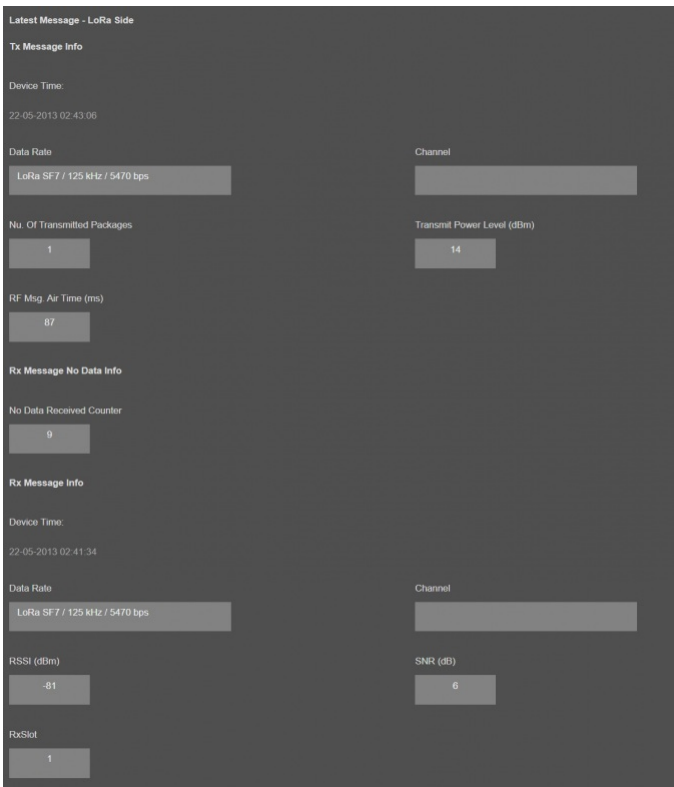 Latest Message - LoRa Side
Tx Message Info
Device Time:
22-05-2013 02:43:06
Data Rate
Channel
LoRa SF7 / 125 kHz / 5470 bps
Nu. Of Transmitted Packages
Transmit Power Level (dBm)
1
14
RF Msg. Air Time (ms)
87
Rx Message No Data Info
No Data Received Counter
9
Rx Message Info
Device Time:
22-05-2013 02:41:34
Data Rate
Channel
LoRa SF7 / 125 kHz / 5470 bps
RSSI (dBm)
SNR (dB)
-81
6
RxSlot
1